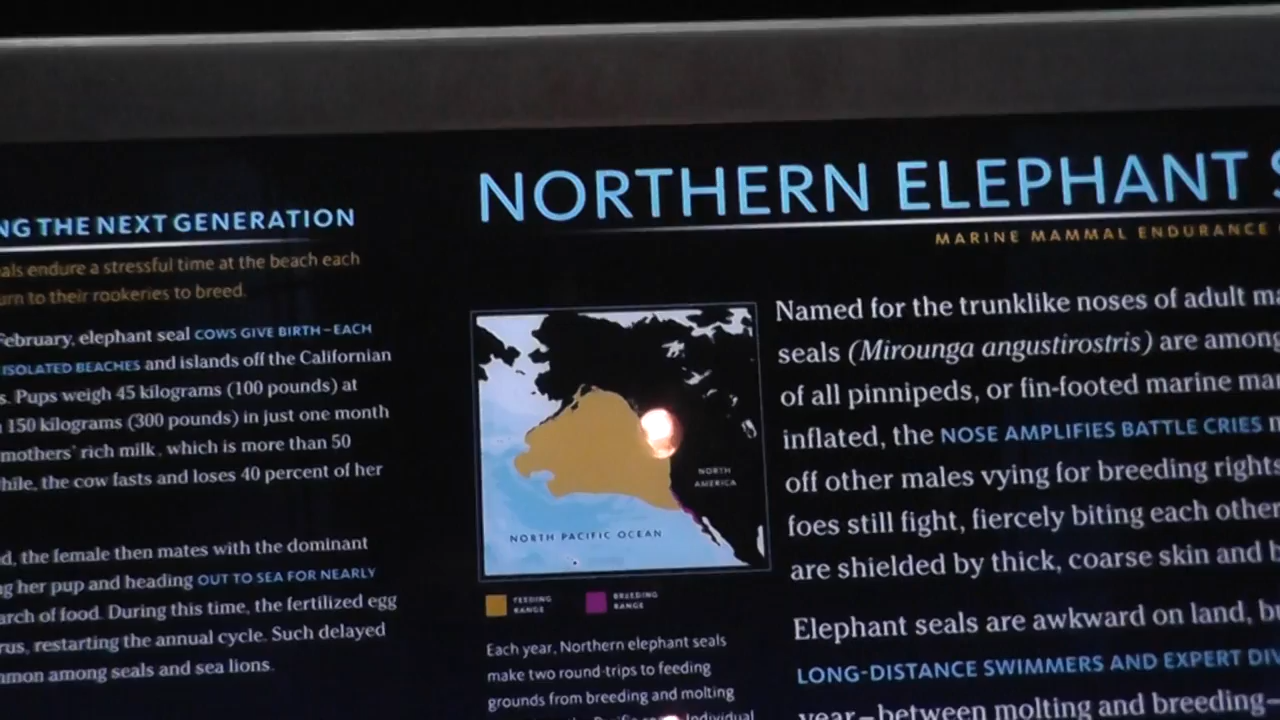 NG THE NEXT GENERATION
als endure a stressful time at the beach each
urn to their rookeries to breed.
February, elephant seal COWS GIVE BIRTH–EACH
ISOLATED BEACHES and islands off the Californian
s. Pups weigh 45 kilograms (100 pounds) at
150 kilograms (300 pounds) in just one month
mothers' rich milk, which is more than 50
hile, the cow fasts and loses 40 percent of her
d, the female then mates with the dominant
ng her pup and heading OUT TO SEA FOR NEARLY
arch of food. During this time, the fertilized egg
rus, restarting the annual cycle. Such delayed
mmon among seals and sea lions.
NORTHERN ELEPHANT S
MARINE MAMMAL ENDURANCE
NORTH
AMERICA
NORTH PACIFIC OCEAN
FEEDING
RANGE
BREEDING
RANGE
Each year, Northern elephant seals
make two round-trips to feeding
grounds from breeding and molting
Individual
Named for the trunklike noses of adult m
seals (Mirounga angustirostris) are among
of all pinnipeds, or fin-footed marine ma
inflated, the NOSE AMPLIFIES BATTLE CRIES
off other males vying for breeding rights
foes still fight, fiercely biting each other
are shielded by thick, coarse skin and b
Elephant seals are awkward on land, bu
LONG-DISTANCE SWIMMERS AND EXPERT DIV
year–between molting and breeding–